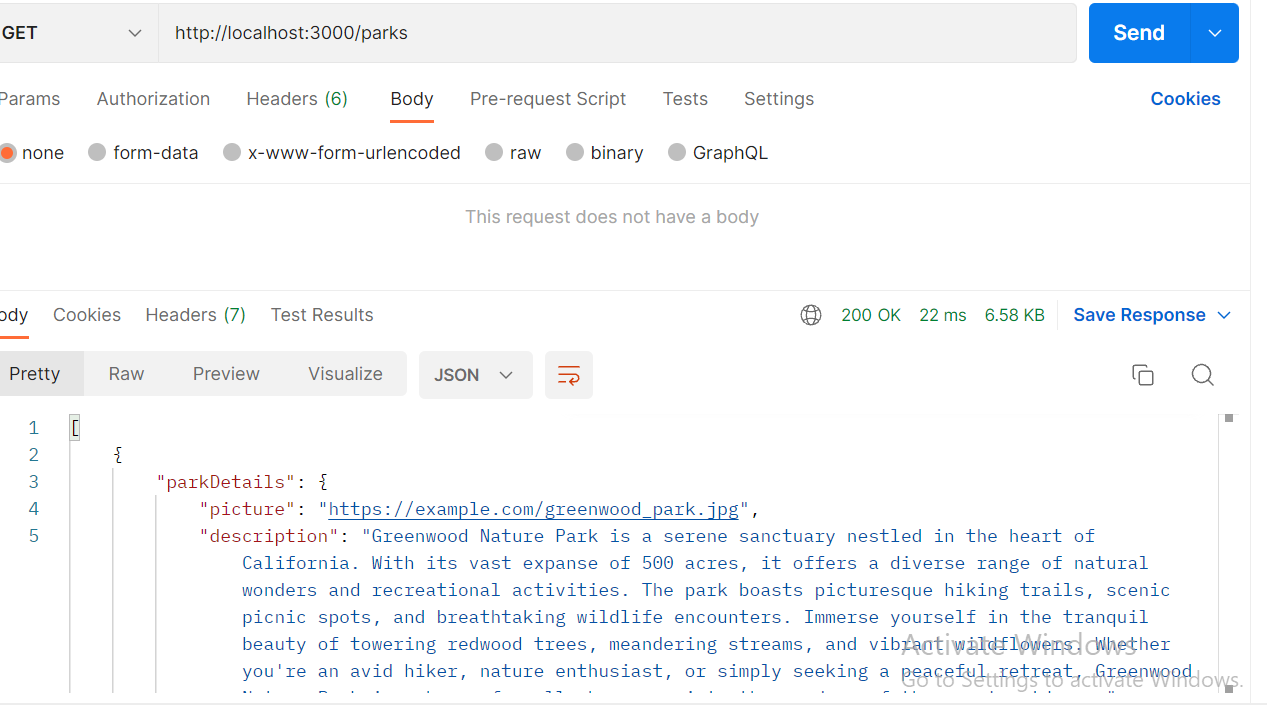 GET http://localhost:3000/parks Send
Params Authorization Headers (6) Body Pre-request Script Tests Settings Cookies
none form-data x-www-form-urlencoded raw binary GraphQL
This request does not have a body
ody Cookies Headers (7) Test Results 200 OK 22 ms 6.58 KB Save Response
Pretty Raw Preview Visualize JSON
1 [
2 {
3 "parkDetails": {
4 "picture": "https://example.com/greenwood_park.jpg",
5 "description": "Greenwood Nature Park is a serene sanctuary nestled in the heart of
California. With its vast expanse of 500 acres, it offers a diverse range of natural
wonders and recreational activities. The park boasts picturesque hiking trails, scenic
picnic spots, and breathtaking wildlife encounters. Immerse yourself in the tranquil
beauty of towering redwood trees, meandering streams, and vibrant wildflowers. Whether
you're an avid hiker, nature enthusiast, or simply seeking a peaceful retreat, Greenwood
Activate Windows
Go to Settings to activate Windows.